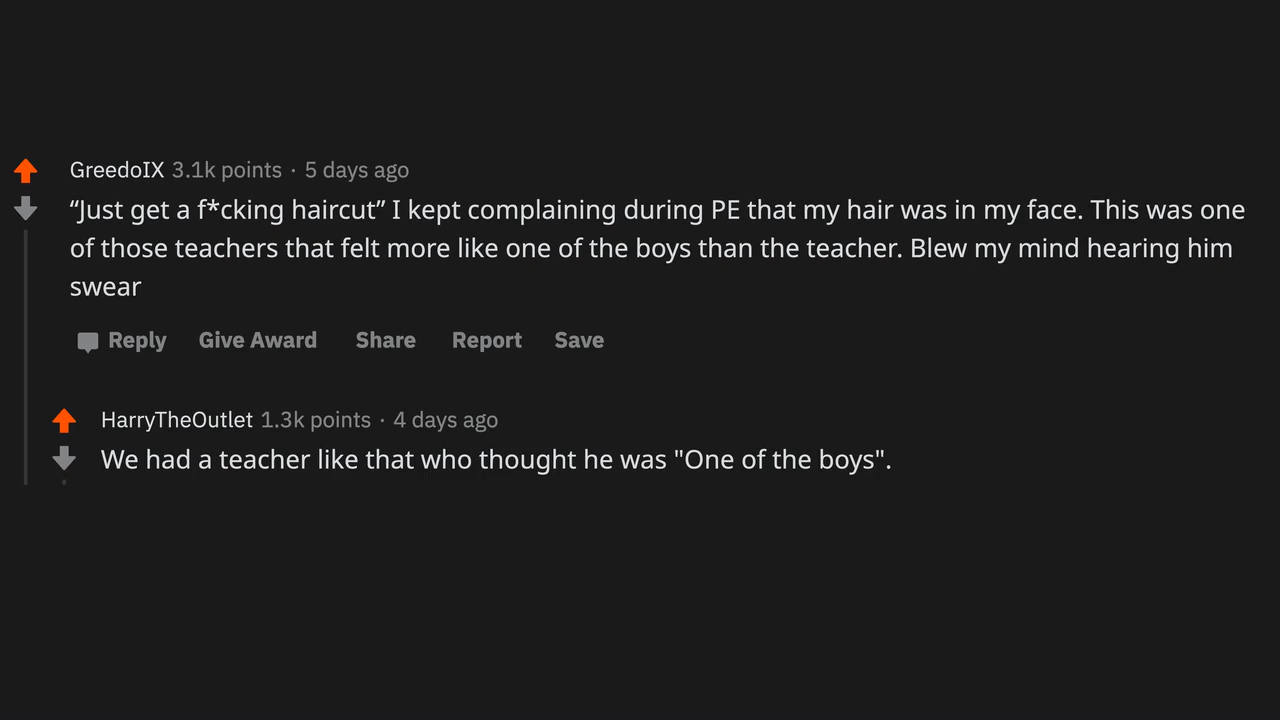 GreedoIX 3.1k points · 5 days ago
“Just get a f*cking haircut” I kept complaining during PE that my hair was in my face. This was one
of those teachers that felt more like one of the boys than the teacher. Blew my mind hearing him
swear
Reply Give Award Share Report Save
HarryTheOutlet 1.3k points · 4 days ago
We had a teacher like that who thought he was "One of the boys".